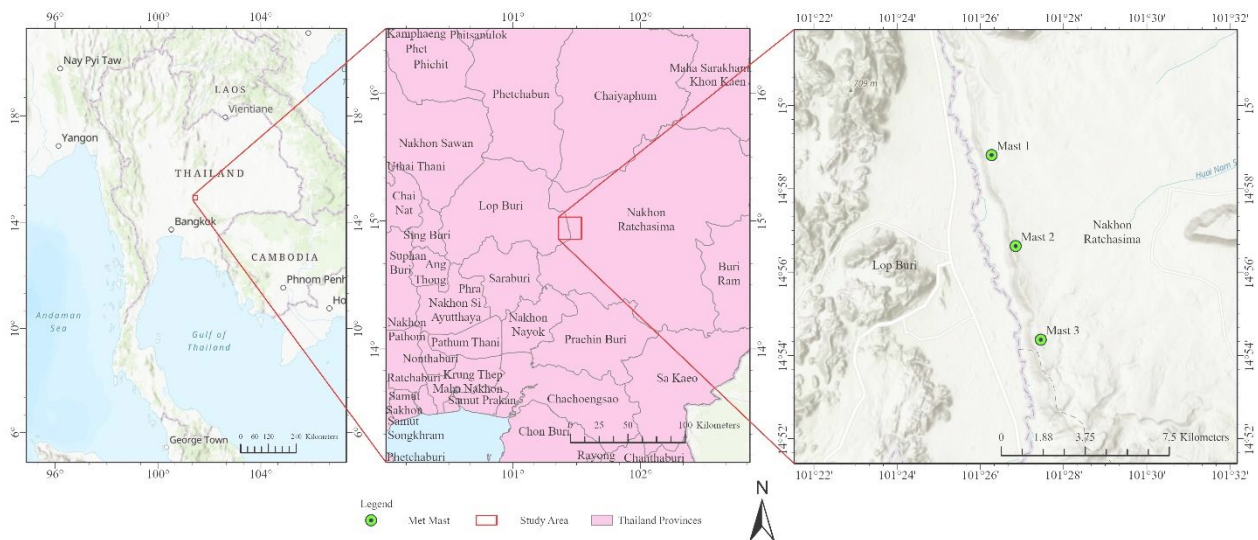 96°
100°
104°
101°
102°
101°22'
101°24'
101°26'
101°28'
101°30'
101°32'
Nay Pyi Taw
LAOS
Vientiane
Yangon
THAILAND
Bangkok
CAMBODIA
Phnom Penh
Ho
Andaman
Sea
Gulf of
Thailand
George Town
0 60 120 240 Kilometers
18°
14°
10°
6°
18°
14°
10°
6°
96°
100°
104°
Kamphaeng
Phet
Phitsanulok
Phichit
Phetchabun
Maha Sarakham
Khon Kaen
Chaiyaphum
Nakhon Sawan
Uthai Thani
Chai
Nat
Lop Buri
Nakhon
Ratchasima
Sing Buri
Suphan
Buri
Ang
Thong
Saraburi
Buri
Ram
Phra
Nakhon Si
Ayutthaya
Nakhon
Nayok
Nakhon
Pathom
Pathum Thani
Prachin Buri
Nonthaburi
Ratchaburi
Krung Thep
Maha Nakhon
Sa Kaeo
Samut
Sakhon
Samut Prakan
Chachoengsao
Samut
Songkhram
Chon Buri
Phetchaburi
Rayong
Chanthaburi
0 25 50 100 Kilometers
16°
15°
14°
16°
15°
14°
101°
102°
709 m
Mast 1
Huai Nam S
Mast 2
Nakhon
Ratchasima
Lop Buri
Mast 3
0 1.88 3.75 7.5 Kilometers
15°
14°58'
14°56'
14°54'
14°52'
15°
14°58'
14°56'
14°54'
14°52'
101°22'
101°24'
101°26'
101°28'
101°30'
101°32'
Legend
Met Mast
Study Area
Thailand Provinces
N